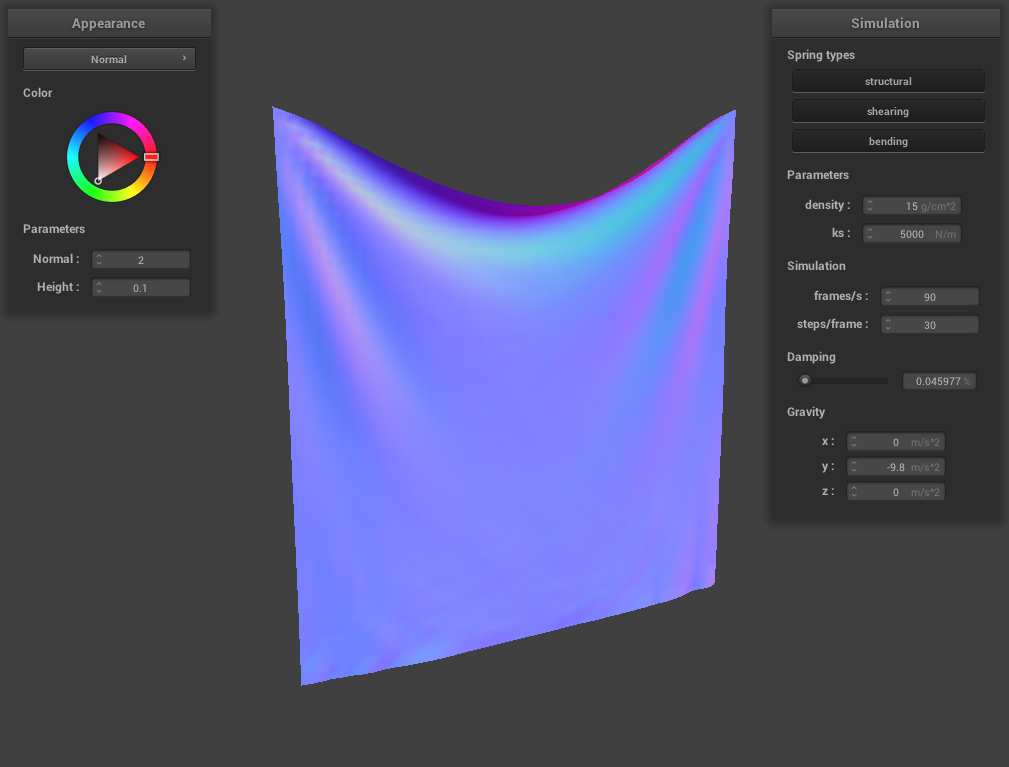 Appearance
Normal
Color
Parameters
Normal :
2
Height :
0.1
Simulation
Spring types
structural
shearing
bending
Parameters
density :
15 g/cm^2
ks :
5000 N/m
Simulation
frames/s :
90
steps/frame :
30
Damping
0.045977 %
Gravity
x :
0 m/s^2
y :
-9.8 m/s^2
z :
0 m/s^2